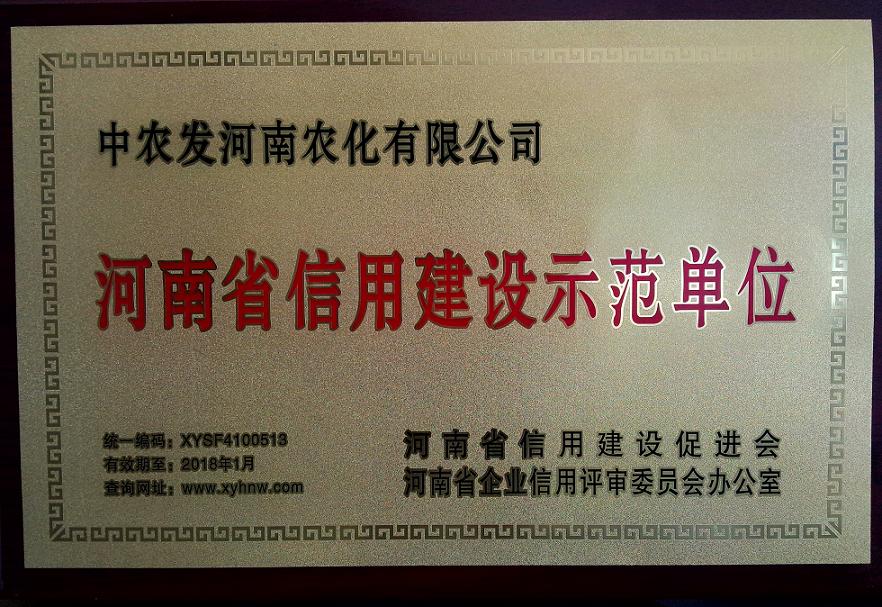 中农发河南农化有限公司
河南省信用建设示范单位
统一编码：XYSF4100513
有效期至：2018年1月
查询网址：www.xyhnw.com
河南省信用建设促进会
河南省企业信用评审委员会办公室